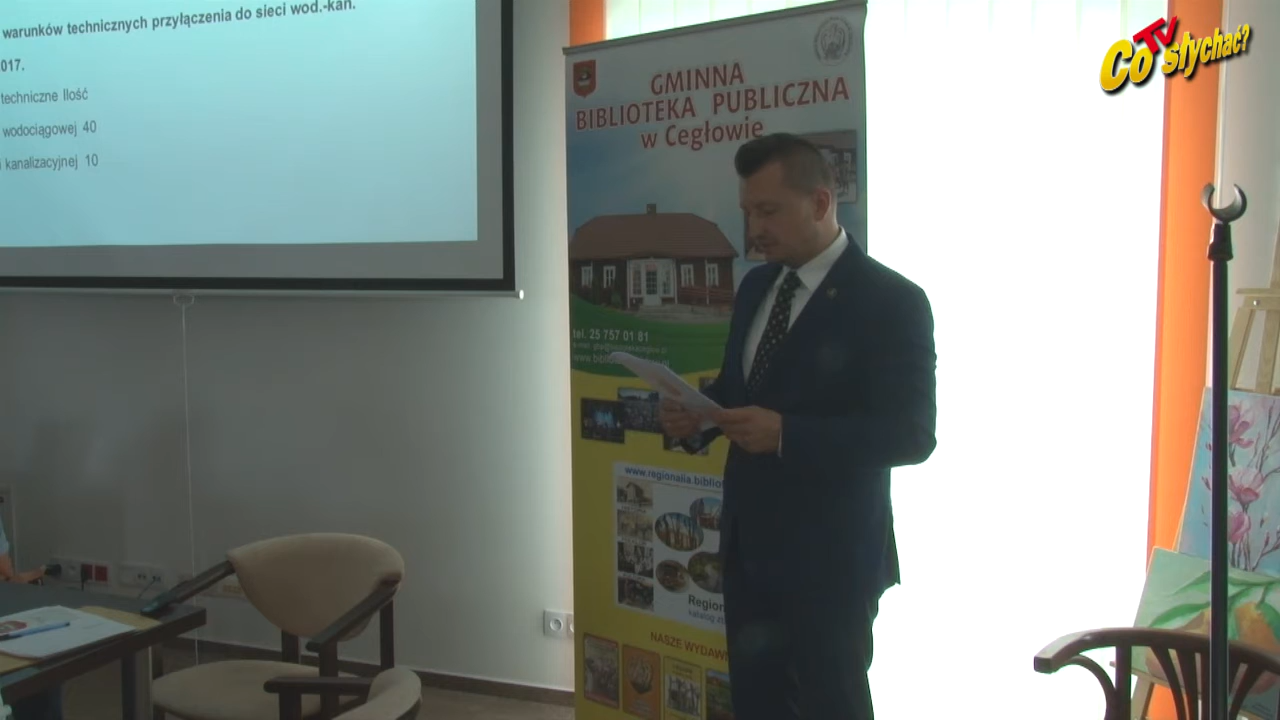 warunków technicznych przyłączenia do sieci wod.-kan.
2017.
techniczne Ilość
wodociągowej 40
kanalizacyjnej 10
Co TV słychać?
GMINNA
BIBLIOTEKA PUBLICZNA
w Cegłowie
tel. 25 757 01 81
www.regionalia.bibliot
Region
NASZE WYDAW